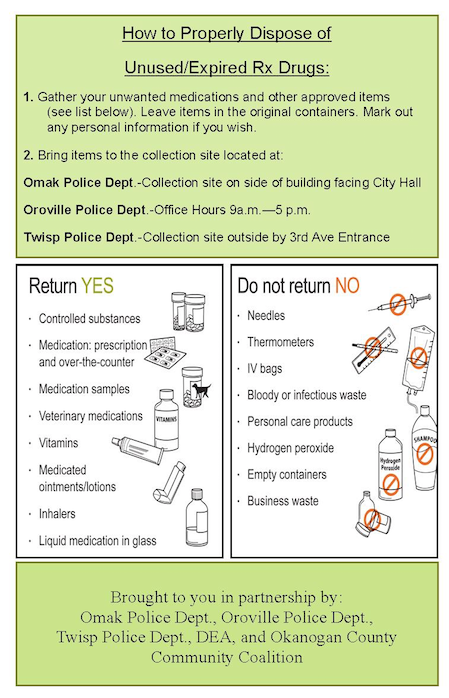 How to Properly Dispose of
Unused/Expired Rx Drugs:
1. Gather your unwanted medications and other approved items
(see list below). Leave items in the original containers. Mark out
any personal information if you wish.
2. Bring items to the collection site located at:
Omak Police Dept.-Collection site on side of building facing City Hall
Oroville Police Dept.-Office Hours 9a.m.—5 p.m.
Twisp Police Dept.-Collection site outside by 3rd Ave Entrance
Return YES
· Controlled substances
· Medication: prescription
and over-the-counter
· Medication samples
· Veterinary medications
· Vitamins
· Medicated
ointments/lotions
· Inhalers
· Liquid medication in glass
VITAMINS
Do not return NO
· Needles
· Thermometers
· IV bags
· Bloody or infectious waste
· Personal care products
· Hydrogen peroxide
· Empty containers
· Business waste
SHAMPOO
Hydrogen
Peroxide
Brought to you in partnership by:
Omak Police Dept., Oroville Police Dept.,
Twisp Police Dept., DEA, and Okanogan County
Community Coalition